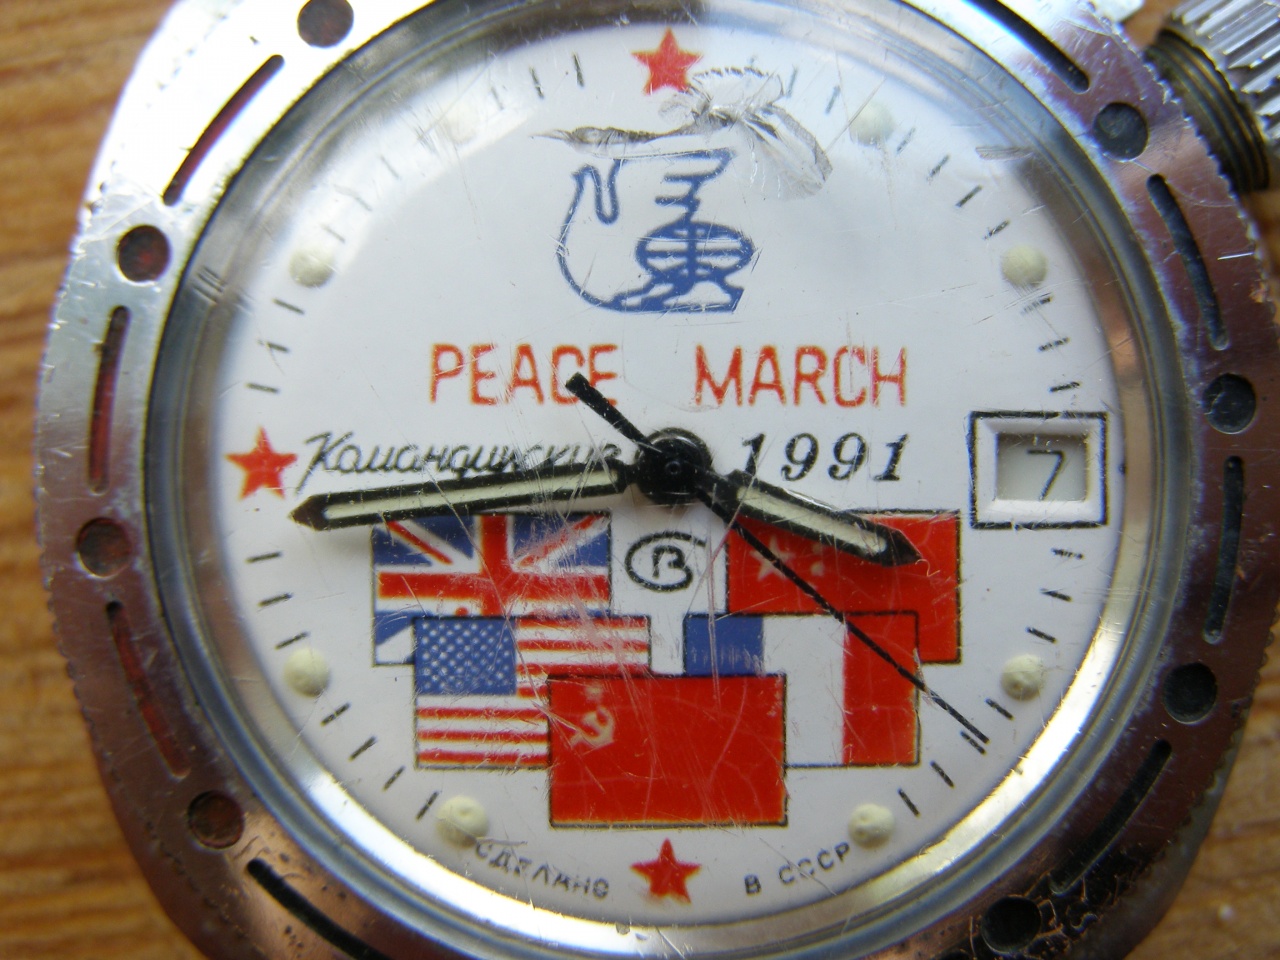 PEACE MARCH
Командирские 1991
7
В
СДЕЛАНО В СССР